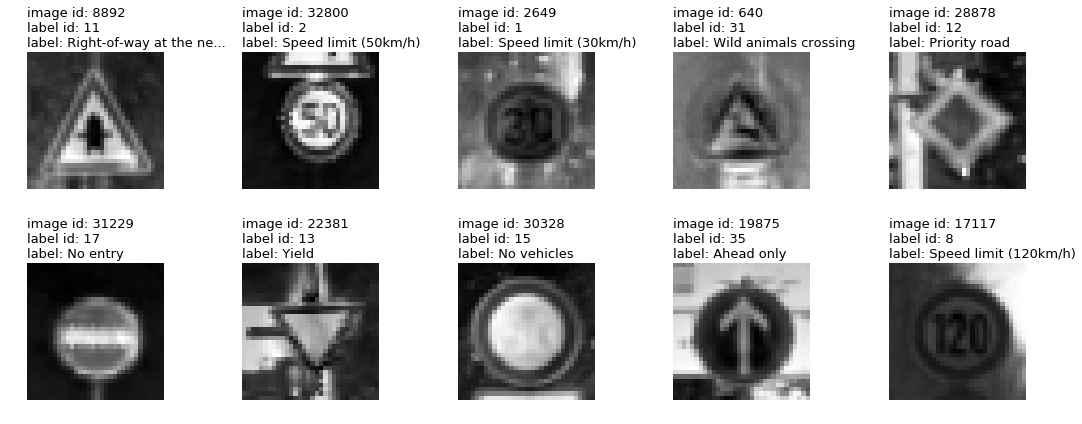 image id: 8892
label id: 11
label: Right-of-way at the ne...
image id: 32800
label id: 2
label: Speed limit (50km/h)
image id: 2649
label id: 1
label: Speed limit (30km/h)
image id: 640
label id: 31
label: Wild animals crossing
image id: 28878
label id: 12
label: Priority road
50
30
image id: 31229
label id: 17
label: No entry
image id: 22381
label id: 13
label: Yield
image id: 30328
label id: 15
label: No vehicles
image id: 19875
label id: 35
label: Ahead only
image id: 17117
label id: 8
label: Speed limit (120km/h)
120